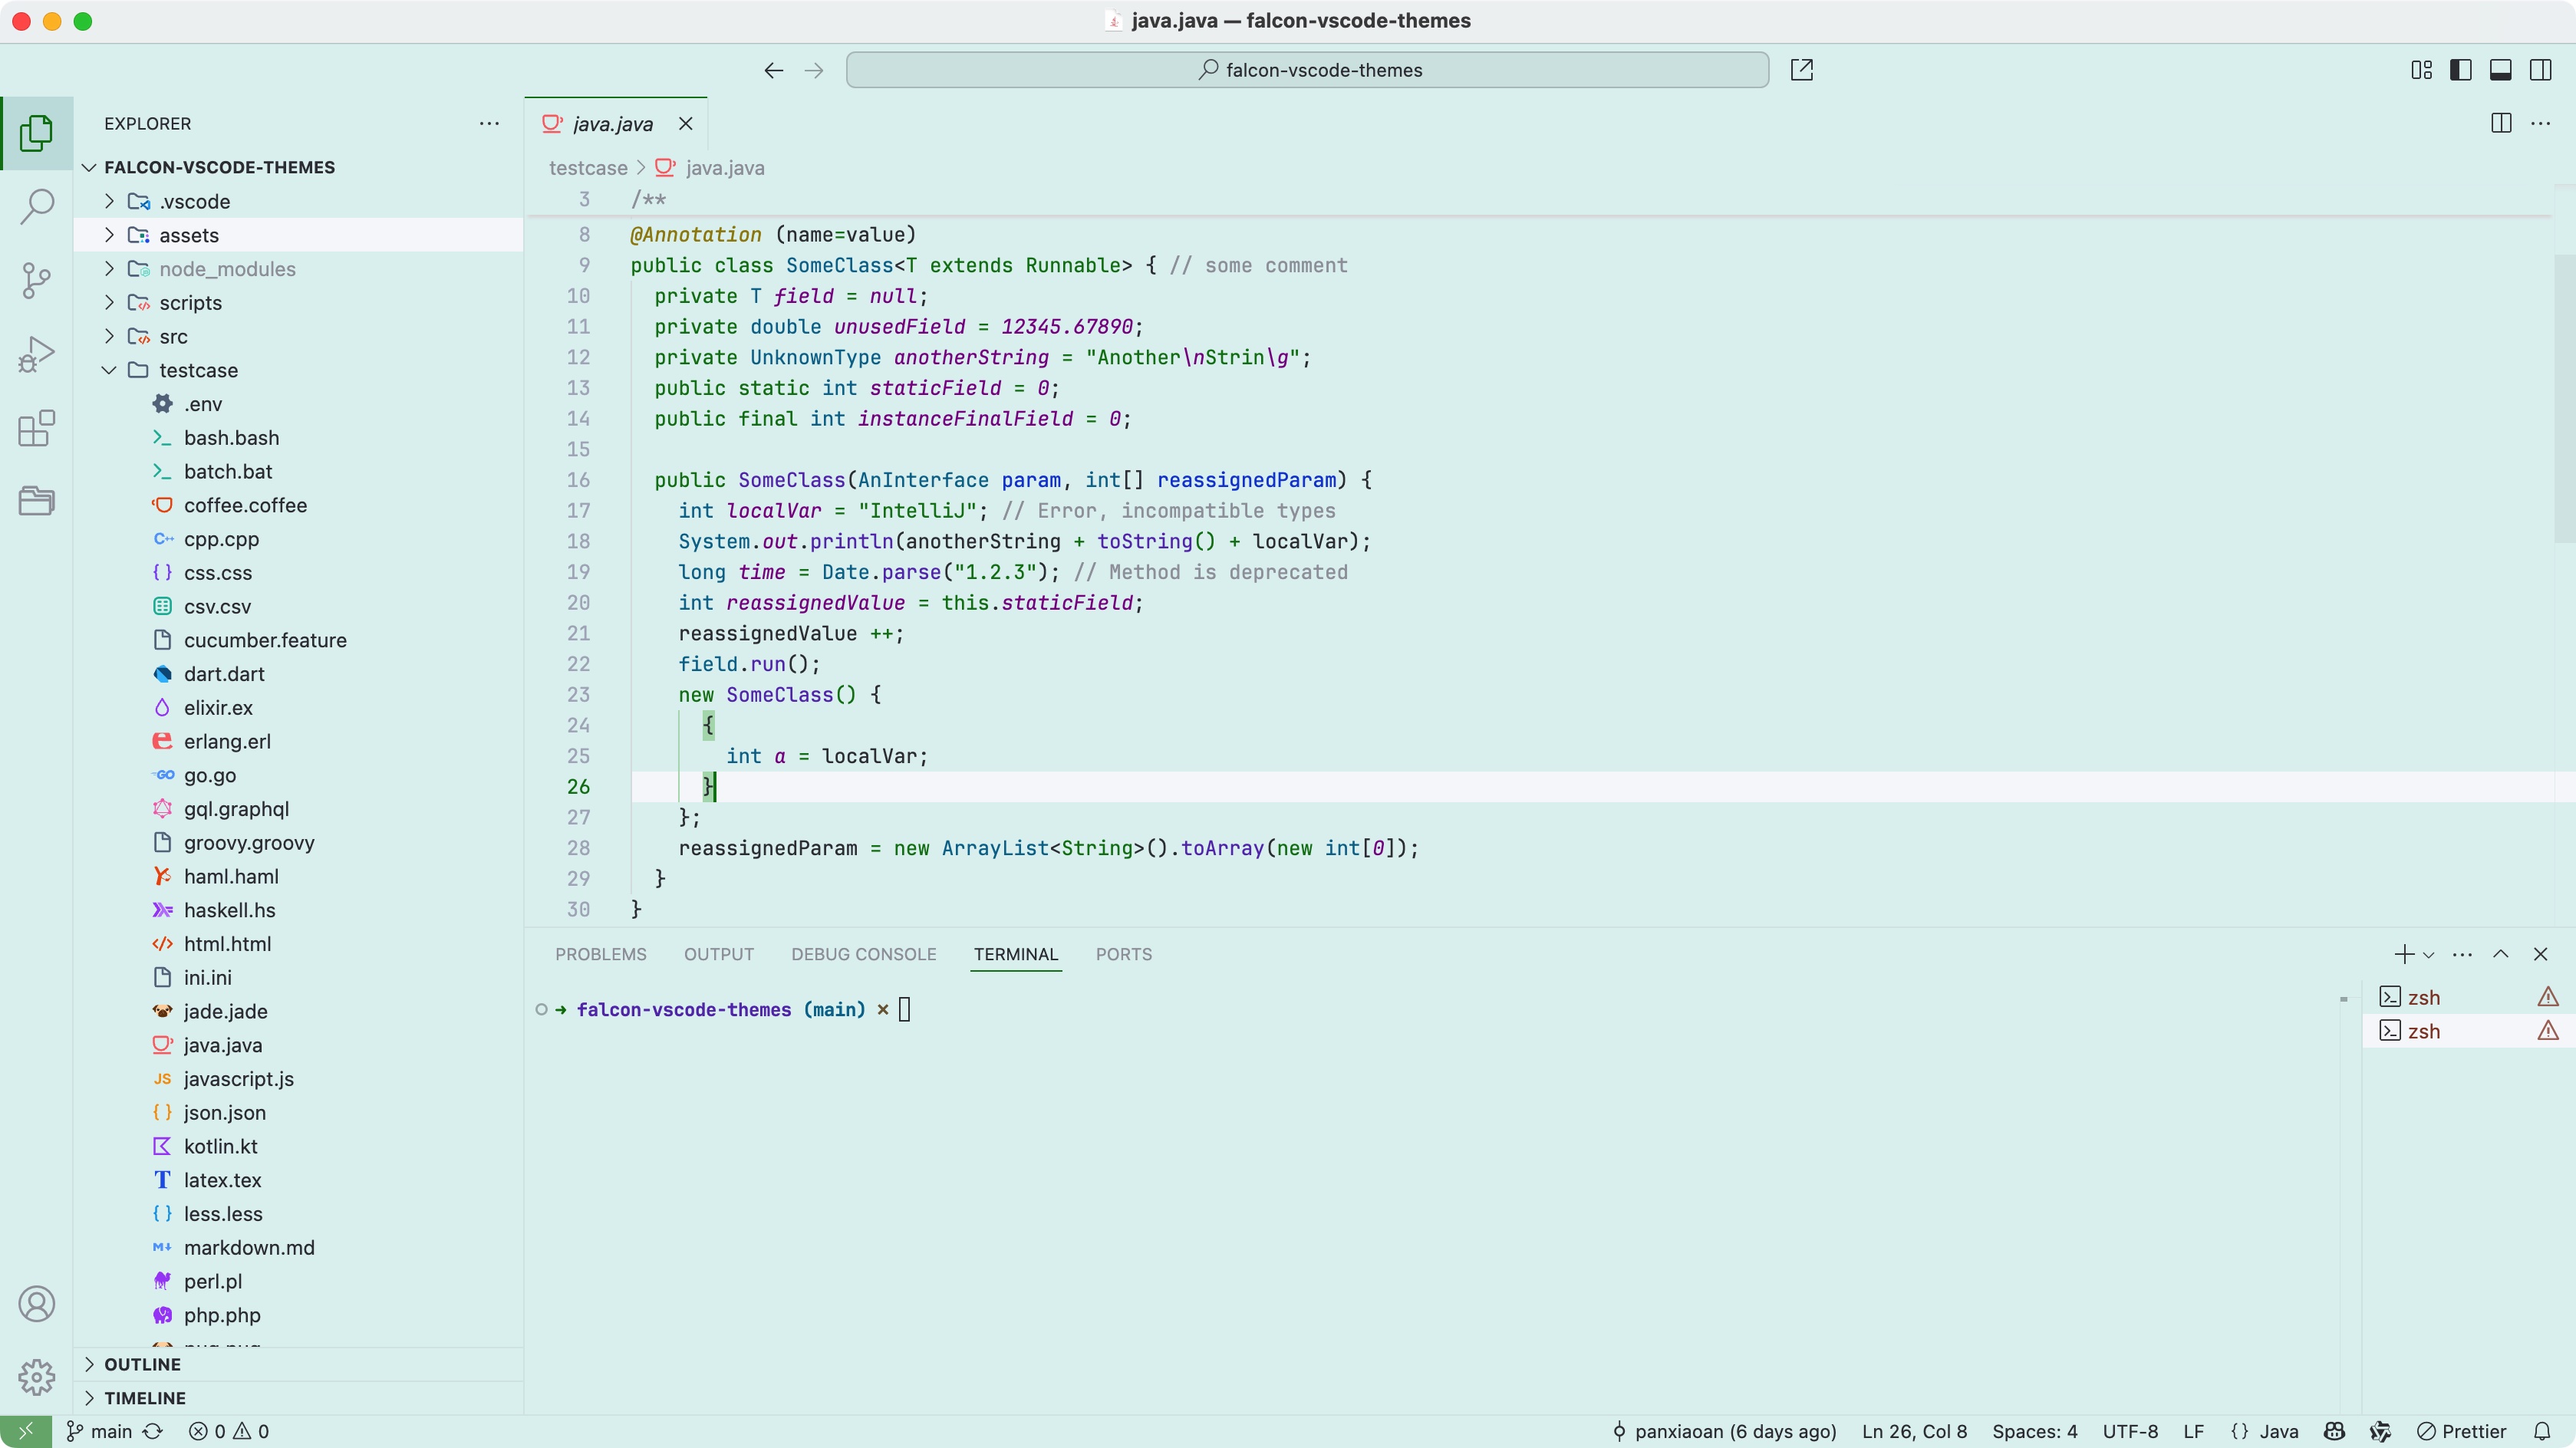 java.java — falcon-vscode-themes
falcon-vscode-themes
EXPLORER
FALCON-VSCODE-THEMES
.vscode
assets
node_modules
scripts
src
testcase
.env
bash.bash
batch.bat
coffee.coffee
C++ cpp.cpp
css.css
csv.csv
cucumber.feature
dart.dart
elixir.ex
erlang.erl
GO go.go
gql.graphql
groovy.groovy
haml.haml
haskell.hs
html.html
ini.ini
jade.jade
java.java
JS javascript.js
json.json
kotlin.kt
T latex.tex
less.less
M markdown.md
perl.pl
php.php
OUTLINE
TIMELINE
java.java
testcase > java.java
3 /**
8 @Annotation (name=value)
9 public class SomeClass<T extends Runnable> { // some comment
10 private T field = null;
11 private double unusedField = 12345.67890;
12 private UnknownType anotherString = "Another\nStrin\g";
13 public static int staticField = 0;
14 public final int instanceFinalField = 0;
15
16 public SomeClass(AnInterface param, int[] reassignedParam) {
17 int localVar = "IntelliJ"; // Error, incompatible types
18 System.out.println(anotherString + toString() + localVar);
19 long time = Date.parse("1.2.3"); // Method is deprecated
20 int reassignedValue = this.staticField;
21 reassignedValue ++;
22 field.run();
23 new SomeClass() {
24 {
25 int a = localVar;
26 }
27 };
28 reassignedParam = new ArrayList<String>().toArray(new int[0]);
29 }
30 }
PROBLEMS OUTPUT DEBUG CONSOLE TERMINAL PORTS
➜ falcon-vscode-themes (main) ×
zsh
zsh
main 0 0 panxiaoan (6 days ago) Ln 26, Col 8 Spaces: 4 UTF-8 LF {} Java Prettier